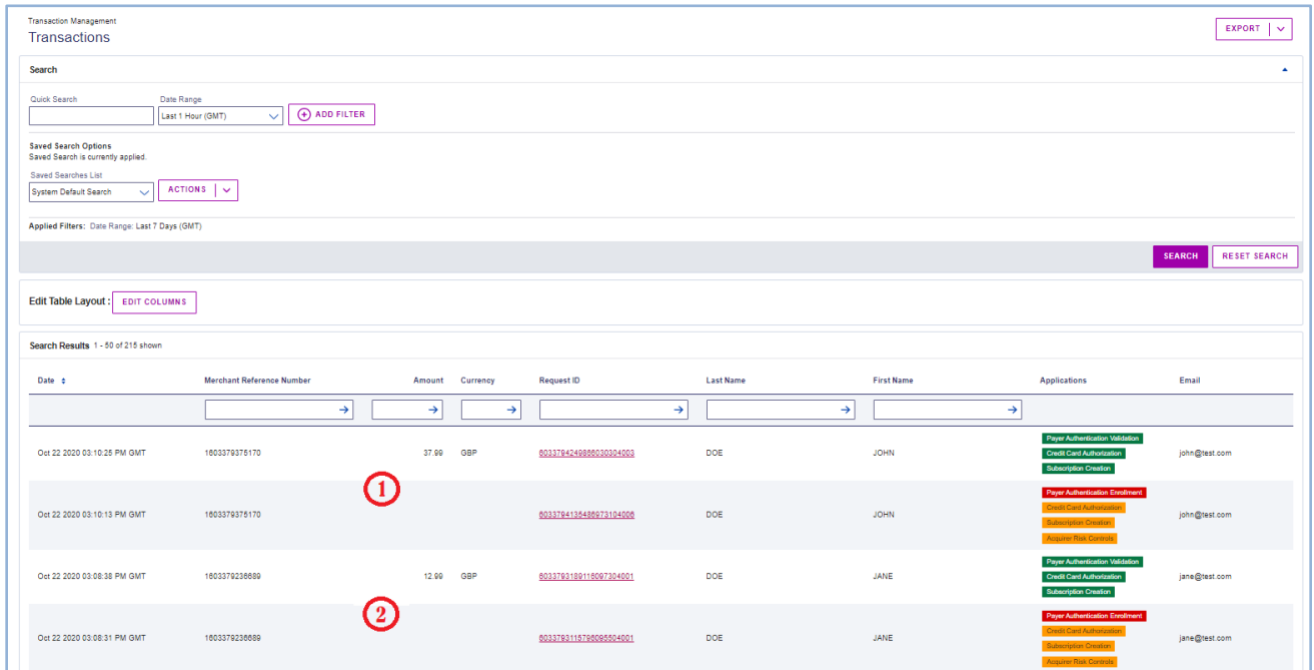 Transaction Management
Transactions
EXPORT
Search
Quick Search Date Range
Last 1 Hour (GMT) ADD FILTER
Saved Search Options
Saved Search is currently applied.
Saved Searches List
System Default Search ACTIONS
Applied Filters: Date Range: Last 7 Days (GMT)
SEARCH RESET SEARCH
Edit Table Layout : EDIT COLUMNS
Search Results 1 - 50 of 215 shown
Date Merchant Reference Number Amount Currency Request ID Last Name First Name Applications Email
Payer Authentication Validation
Oct 22 2020 03:10:25 PM GMT 1603379375170 37.99 GBP 6033794249866030304003 DOE JOHN Credit Card Authorization john@test.com
Subscription Creation
1
Payer Authentication Enrollment
Credit Card Authorization
Oct 22 2020 03:10:13 PM GMT 1603379375170 6033794135486973104006 DOE JOHN Subscription Creation john@test.com
Acquirer Risk Controls
Payer Authentication Validation
Oct 22 2020 03:08:38 PM GMT 1603379236689 12.99 GBP 6033793189116097304001 DOE JANE Credit Card Authorization jane@test.com
Subscription Creation
2
Payer Authentication Enrollment
Credit Card Authorization
Oct 22 2020 03:08:31 PM GMT 1603379236689 6033793115796095504001 DOE JANE Subscription Creation jane@test.com
Acquirer Risk Controls